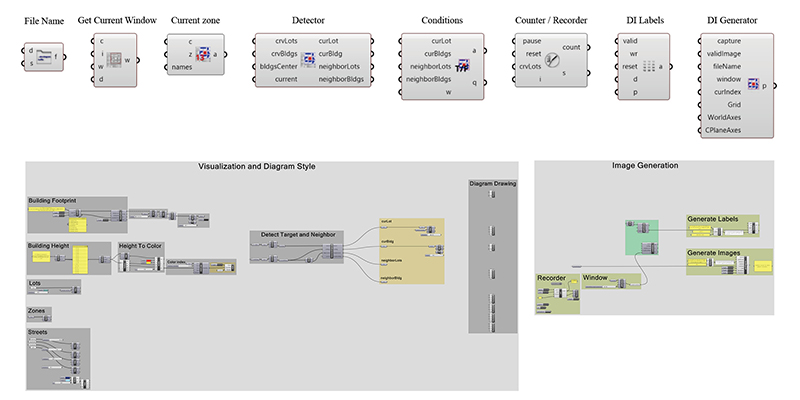 File Name
d
s
f
Get Current Window
c
i
w
d
w
Current zone
c
z
names
a
Detector
crvLots
crvBldgs
bldgsCenter
current
curLot
curBldg
neighborLots
neighborBldgs
Conditions
curLot
curBldgs
neighborLots
neighborBldgs
w
a
q
Counter / Recorder
pause
reset
crvLots
i
count
s
DI Labels
valid
wr
reset
d
p
a
DI Generator
capture
validImage
fileName
window
curIndex
Grid
WorldAxes
CPlaneAxes
p
Visualization and Diagram Style
Building Footprint
Building Height
Height To Color
Color index
Lots
Zones
Streets
Detect Target and Neighbor
curLot
curBldg
neighborLots
neighborBldg
Diagram Drawing
Image Generation
Generate Labels
Generate Images
Recorder
Window